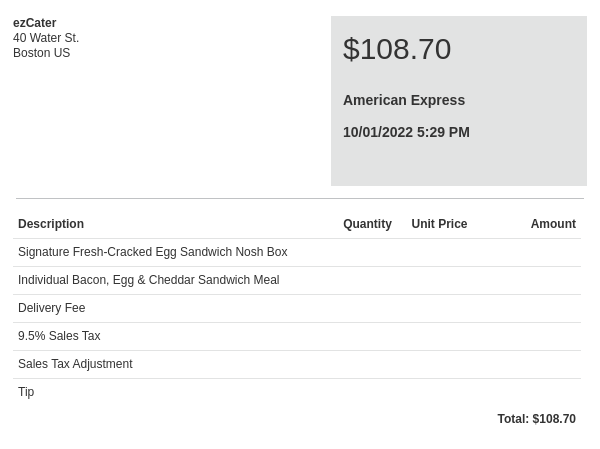 ezCater
40 Water St.
Boston US
$108.70
American Express
10/01/2022 5:29 PM
Description Quantity Unit Price Amount
Signature Fresh-Cracked Egg Sandwich Nosh Box
Individual Bacon, Egg & Cheddar Sandwich Meal
Delivery Fee
9.5% Sales Tax
Sales Tax Adjustment
Tip
Total: $108.70